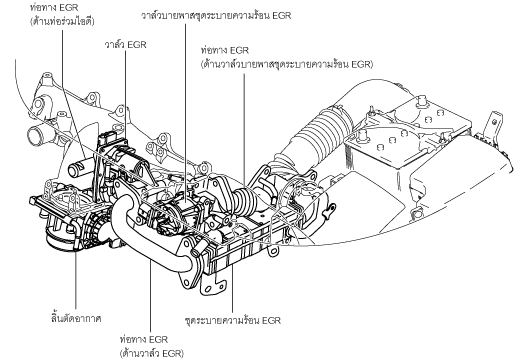 ท่อทาง EGR
(ด้านท่อร่วมไอดี)
วาล์วบายพาสชุดระบายความร้อน EGR
วาล์ว EGR
ท่อทาง EGR
(ด้านวาล์วบายพาสชุดระบายความร้อน EGR)
ลิ้นตัดอากาศ
ชุดระบายความร้อน EGR
ท่อทาง EGR
(ด้านวาล์ว EGR)